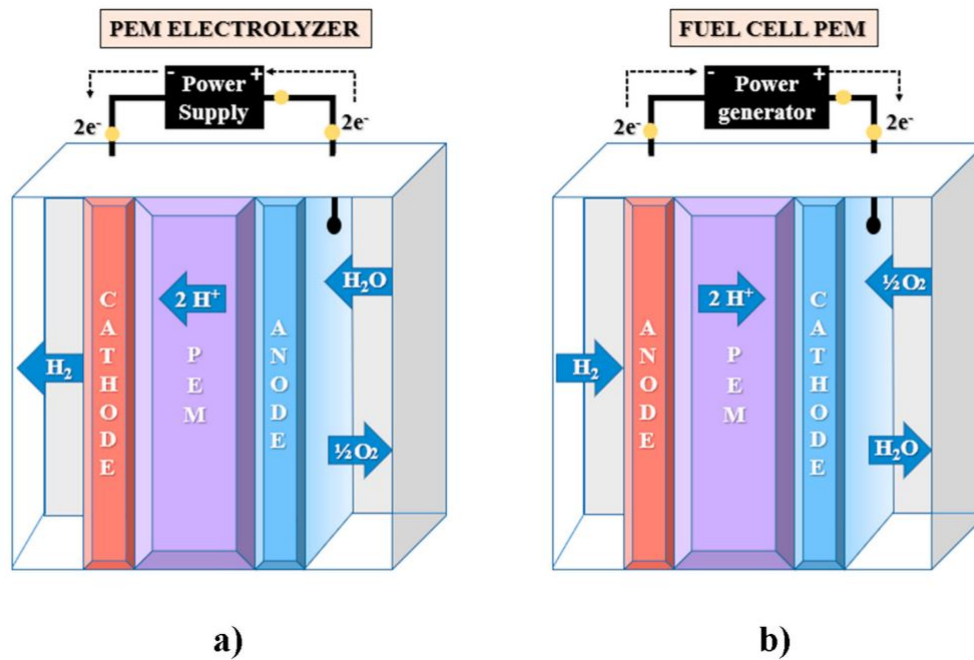 PEM ELECTROLYZER
- Power +
Supply
2e-
2e-
CATHODE
2 H⁺
PEM
ANODE
H₂O
H₂
½O₂
a)
FUEL CELL PEM
- Power +
generator
2e-
2e-
ANODE
2 H⁺
PEM
CATHODE
½O₂
H₂
H₂O
b)